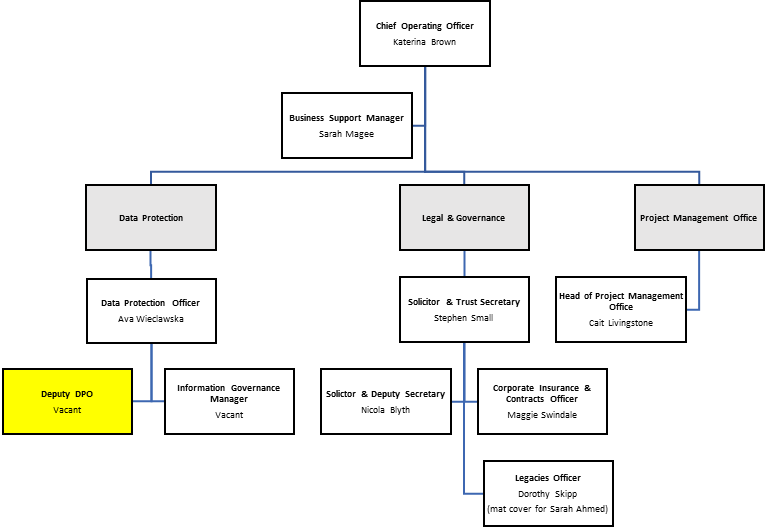 Chief Operating Officer
Katerina Brown
Business Support Manager
Sarah Magee
Data Protection
Legal & Governance
Project Management Office
Data Protection Officer
Ava Wieclawska
Solicitor & Trust Secretary
Stephen Small
Head of Project Management
Office
Cait Livingstone
Deputy DPO
Vacant
Information Governance
Manager
Vacant
Solictor & Deputy Secretary
Nicola Blyth
Corporate Insurance &
Contracts Officer
Maggie Swindale
Legacies Officer
Dorothy Skipp
(mat cover for Sarah Ahmed)